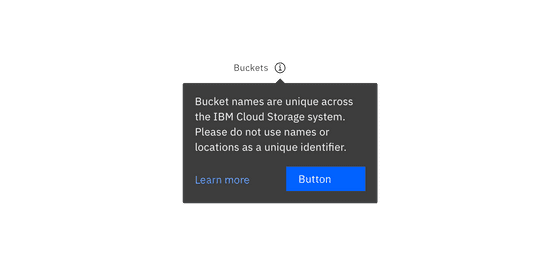 Buckets
Bucket names are unique across
the IBM Cloud Storage system.
Please do not use names or
locations as a unique identifier.
Learn more
Button